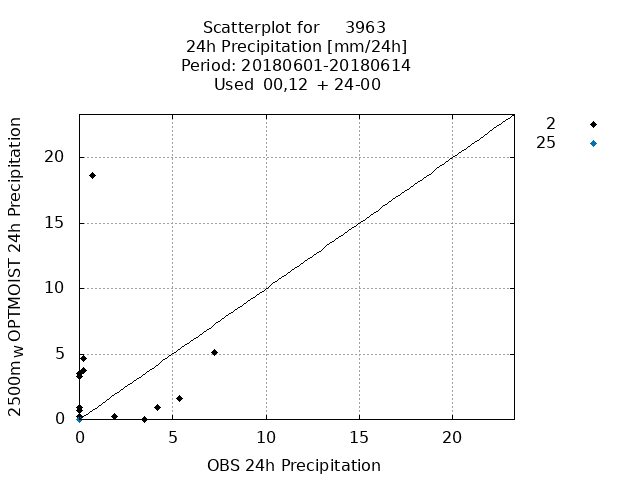 Scatterplot for 3963
24h Precipitation [mm/24h]
Period: 20180601-20180614
Used 00,12 + 24-00
2
25
2500m_w OPTMOIST 24h Precipitation
20
15
10
5
0
0 5 10 15 20
OBS 24h Precipitation